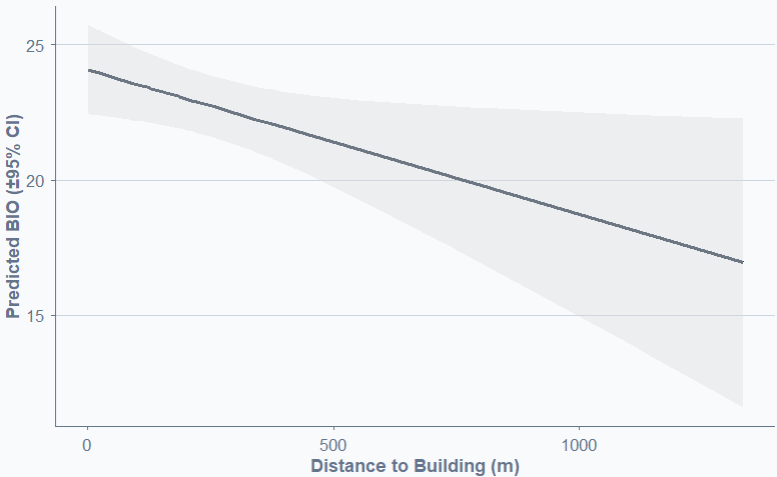 Predicted BIO (±95% CI)
25
20
15
0 500 1000
Distance to Building (m)